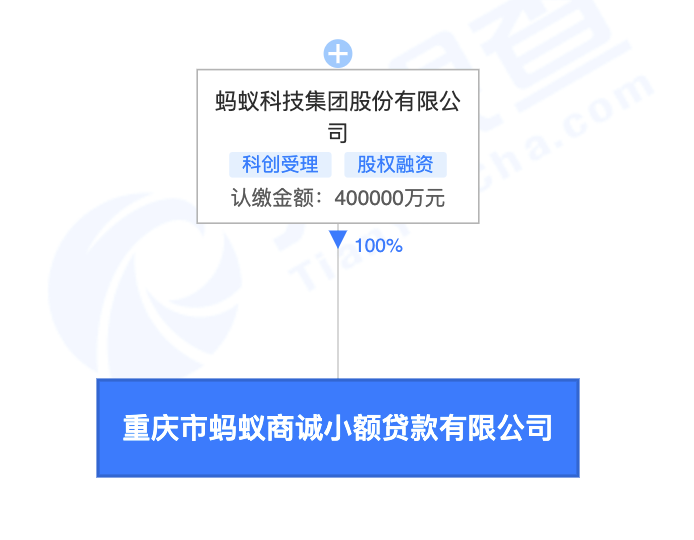 蚂蚁科技集团股份有限公
司
科创受理 股权融资
认缴金额：400000万元
100%
重庆市蚂蚁商诚小额贷款有限公司